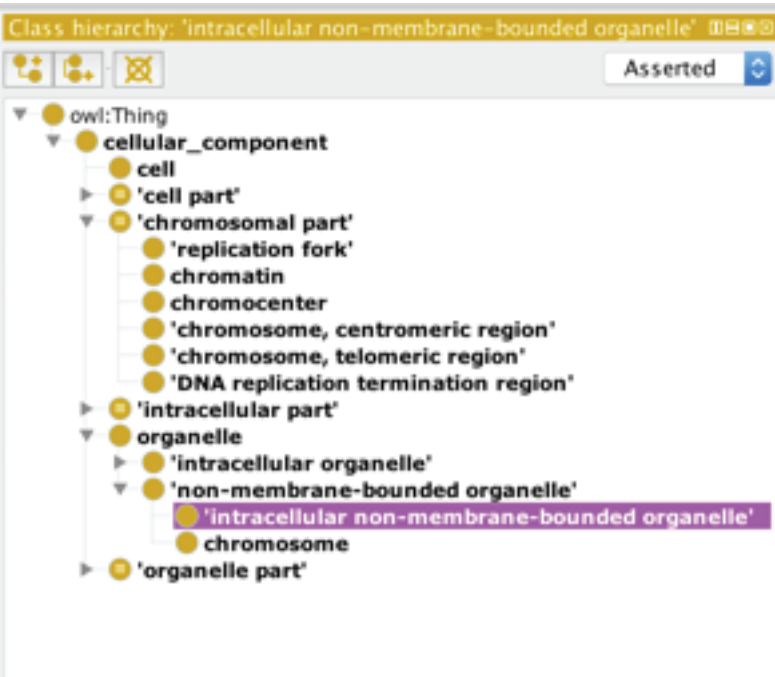 Class hierarchy: 'intracellular non-membrane-bounded organelle'
Asserted
owl:Thing
cellular_component
cell
'cell part'
'chromosomal part'
'replication fork'
chromatin
chromocenter
'chromosome, centromeric region'
'chromosome, telomeric region'
'DNA replication termination region'
'intracellular part'
organelle
'intracellular organelle'
'non-membrane-bounded organelle'
'intracellular non-membrane-bounded organelle'
chromosome
'organelle part'